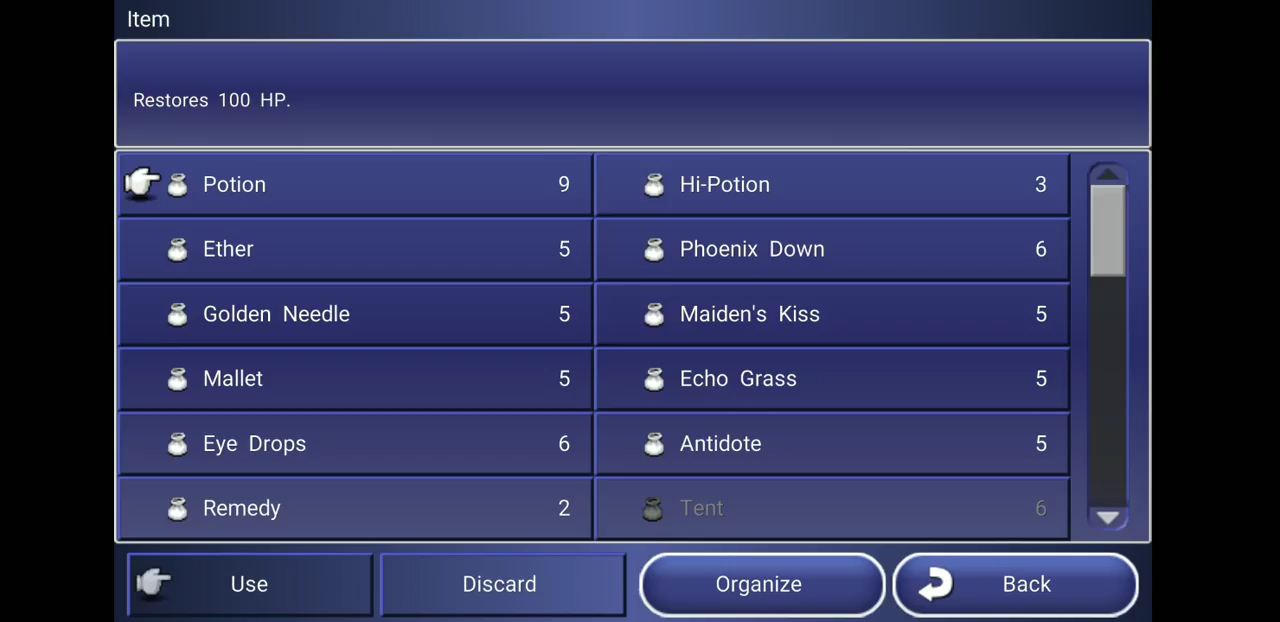 Item
Restores 100 HP.
Potion 9 Hi-Potion 3
Ether 5 Phoenix Down 6
Golden Needle 5 Maiden's Kiss 5
Mallet 5 Echo Grass 5
Eye Drops 6 Antidote 5
Remedy 2 Tent 6
Use Discard Organize Back